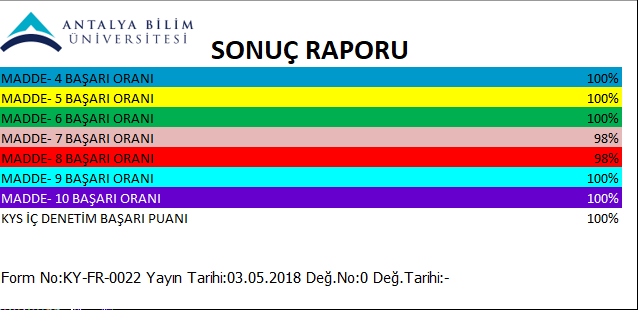 ANTALYA BİLİM
ÜNİVERSİTESİ
SONUÇ RAPORU
MADDE- 4 BAŞARI ORANI 100%
MADDE- 5 BAŞARI ORANI 100%
MADDE- 6 BAŞARI ORANI 100%
MADDE- 7 BAŞARI ORANI 98%
MADDE- 8 BAŞARI ORANI 98%
MADDE- 9 BAŞARI ORANI 100%
MADDE- 10 BAŞARI ORANI 100%
KYS İÇ DENETİM BAŞARI PUANI 100%
Form No:KY-FR-0022 Yayın Tarihi:03.05.2018 Değ.No:0 Değ.Tarihi:-